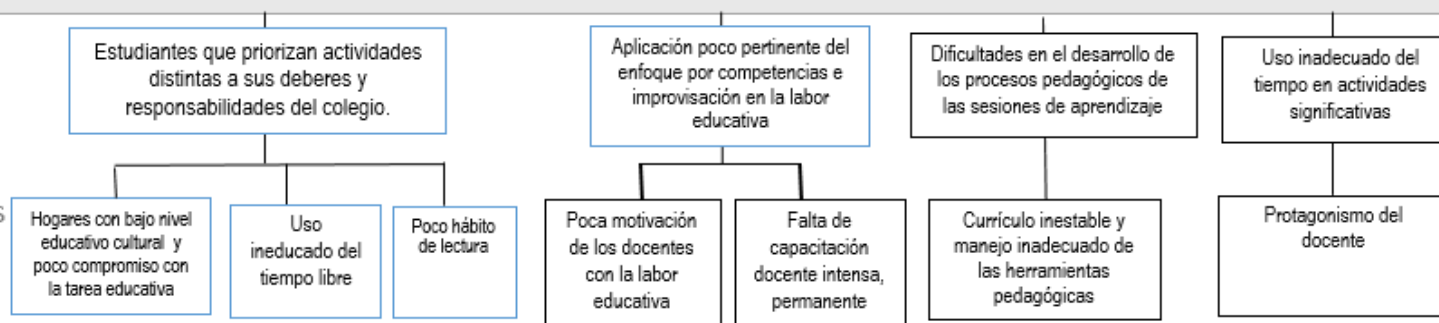 Estudiantes que priorizan actividades
distintas a sus deberes y
responsabilidades del colegio.
Aplicación poco pertinente del
enfoque por competencias e
improvisación en la labor
educativa
Dificultades en el desarrollo de
los procesos pedagógicos de
las sesiones de aprendizaje
Uso inadecuado del
tiempo en actividades
significativas
s
Hogares con bajo nivel
educativo cultural y
poco compromiso con
la tarea educativa
Uso
ineducado del
tiempo libre
Poco hábito
de lectura
Poca motivación
de los docentes
con la labor
educativa
Falta de
capacitación
docente intensa,
permanente
Currículo inestable y
manejo inadecuado de
las herramientas
pedagógicas
Protagonismo del
docente